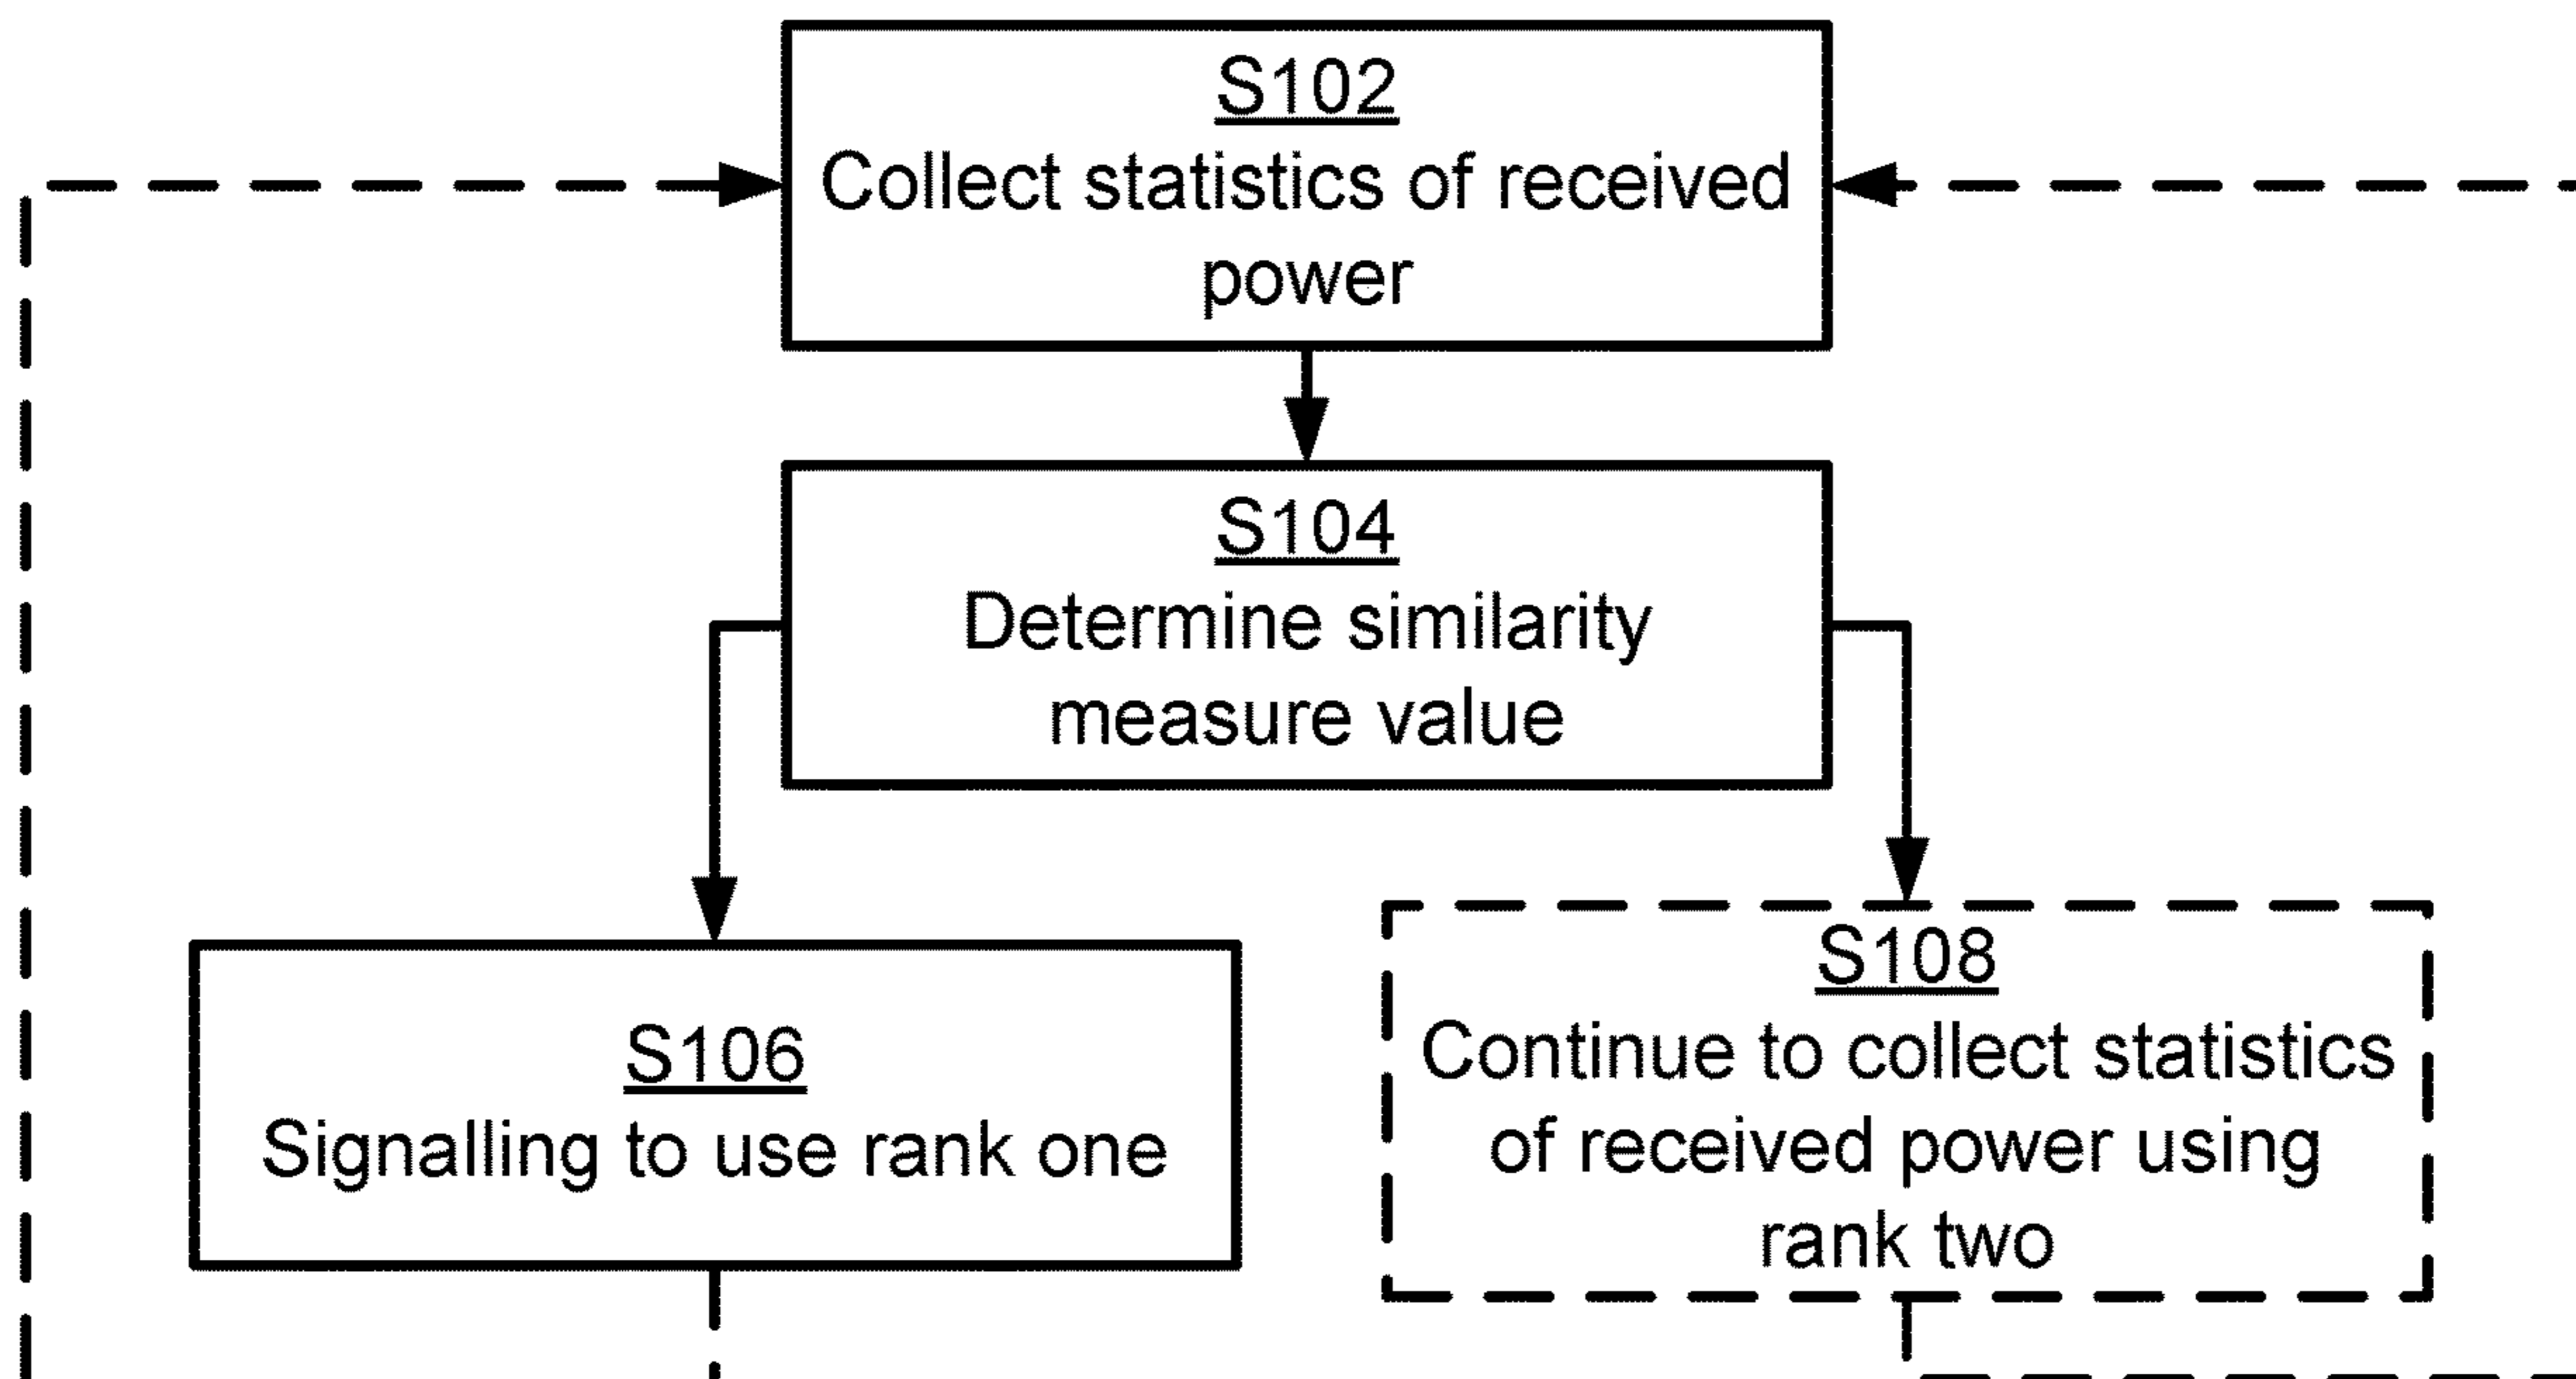 S102
Collect statistics of received
power
S104
Determine similarity
measure value
S106
Signalling to use rank one
S108
Continue to collect statistics
of received power using
rank two